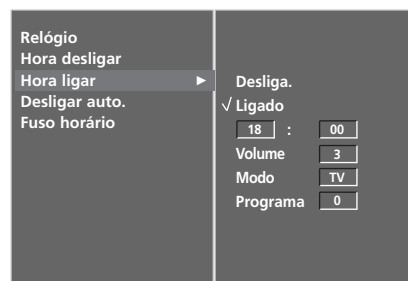 Relógio
Hora desligar
Hora ligar ►
Desligar auto.
Fuso horário
Desliga.
√ Ligado
18 : 00
Volume 3
Modo TV
Programa 0